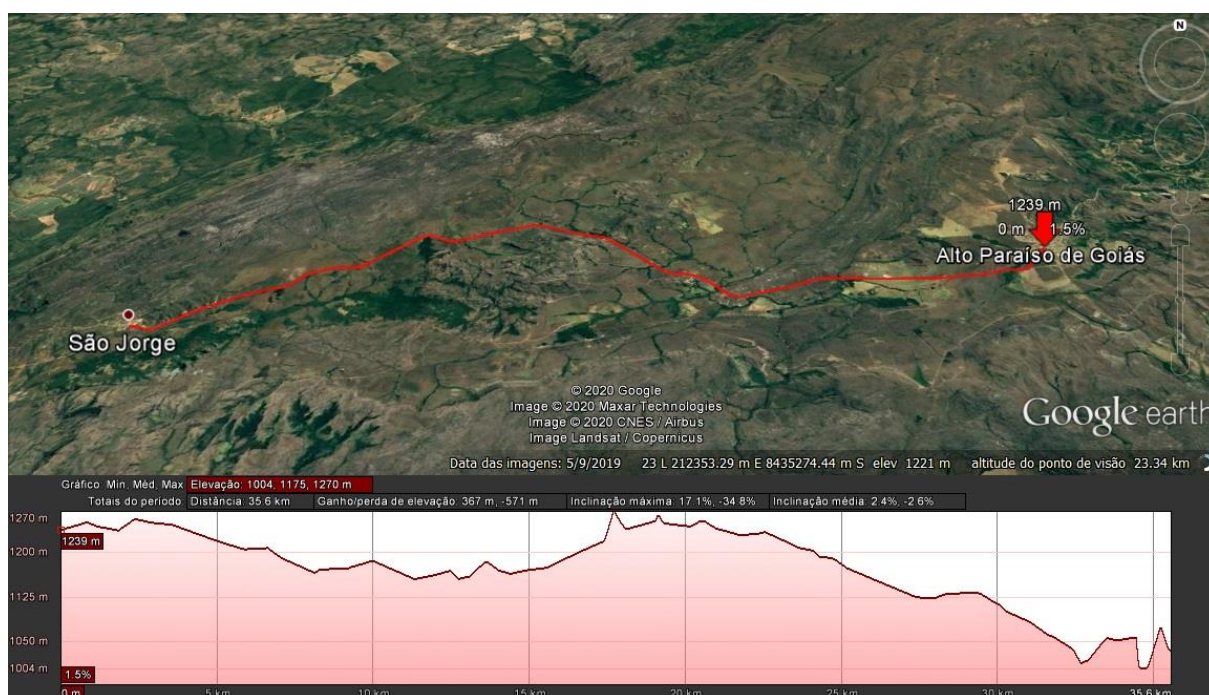 N
1239 m
0 m 1.5%
Alto Paraíso de Goiás
São Jorge
© 2020 Google
Image © 2020 Maxar Technologies
Image © 2020 CNES / Airbus
Image Landsat / Copernicus
Google earth
Data das imagens: 5/9/2019 23 L 212353.29 m E 8435274.44 m S elev 1221 m altitude do ponto de visão 23.34 km
Gráfico Mín, Méd, Max Elevação: 1004, 1175, 1270 m
Totais do período Distância: 35.6 km Ganho/perda de elevação: 367 m, -571 m Inclinação máxima 17.1%, -34.8% Inclinação média: 2.4%, -2.6%
1270 m
1239 m
1200 m
1125 m
1050 m
1004 m
1.5%
0 m 5 km 10 km 15 km 20 km 25 km 30 km 35.6 km